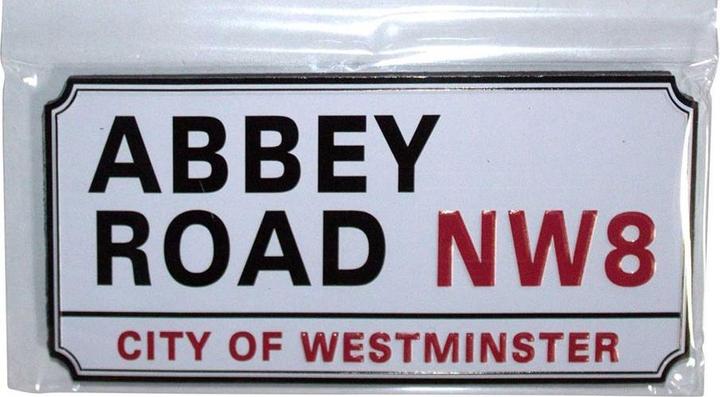 ABBEY
ROAD NW8
CITY OF WESTMINSTER